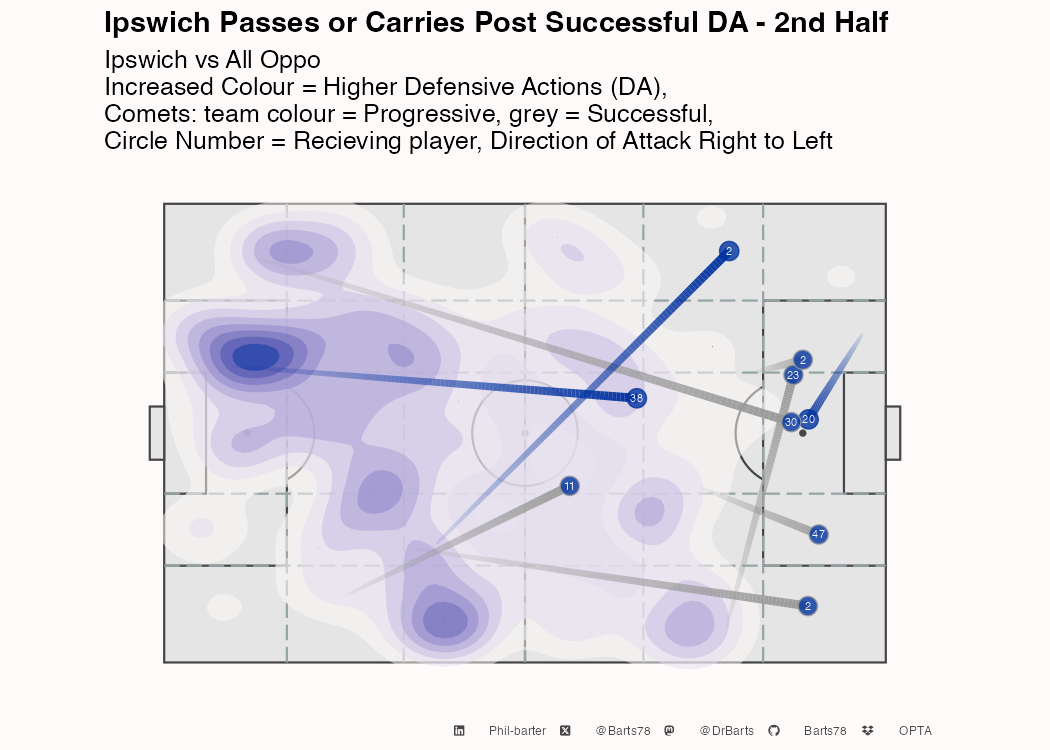 Ipswich Passes or Carries Post Successful DA - 2nd Half
Ipswich vs All Oppo
Increased Colour = Higher Defensive Actions (DA),
Comets: team colour = Progressive, grey = Successful,
Circle Number = Recieving player, Direction of Attack Right to Left
2
2
23
38
30 20
11
47
2
Phil-barter @Barts78 @DrBarts Barts78 OPTA